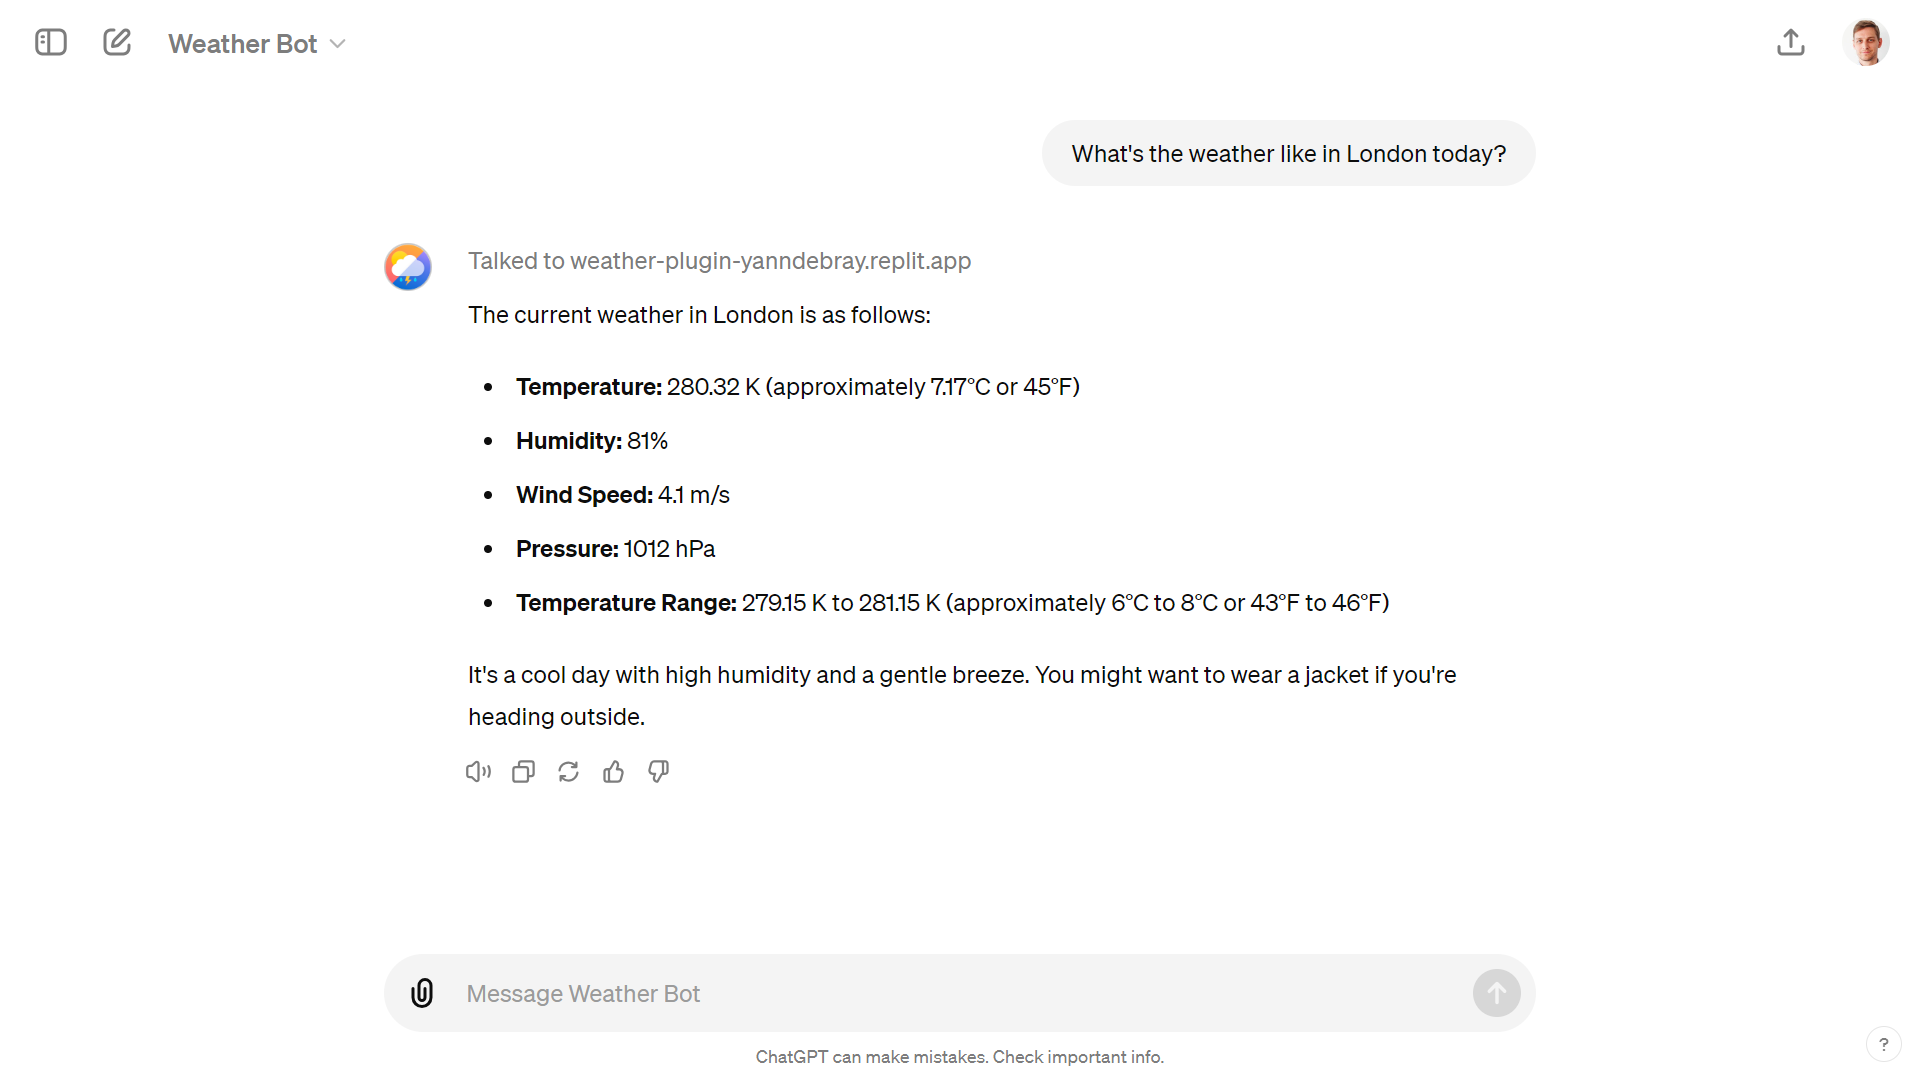 Weather Bot
What's the weather like in London today?
Talked to weather-plugin-yanndebray.replit.app
The current weather in London is as follows:
• Temperature: 280.32 K (approximately 7.17°C or 45°F)
• Humidity: 81%
• Wind Speed: 4.1 m/s
• Pressure: 1012 hPa
• Temperature Range: 279.15 K to 281.15 K (approximately 6°C to 8°C or 43°F to 46°F)
It's a cool day with high humidity and a gentle breeze. You might want to wear a jacket if you're
heading outside.
Message Weather Bot
ChatGPT can make mistakes. Check important info.
?